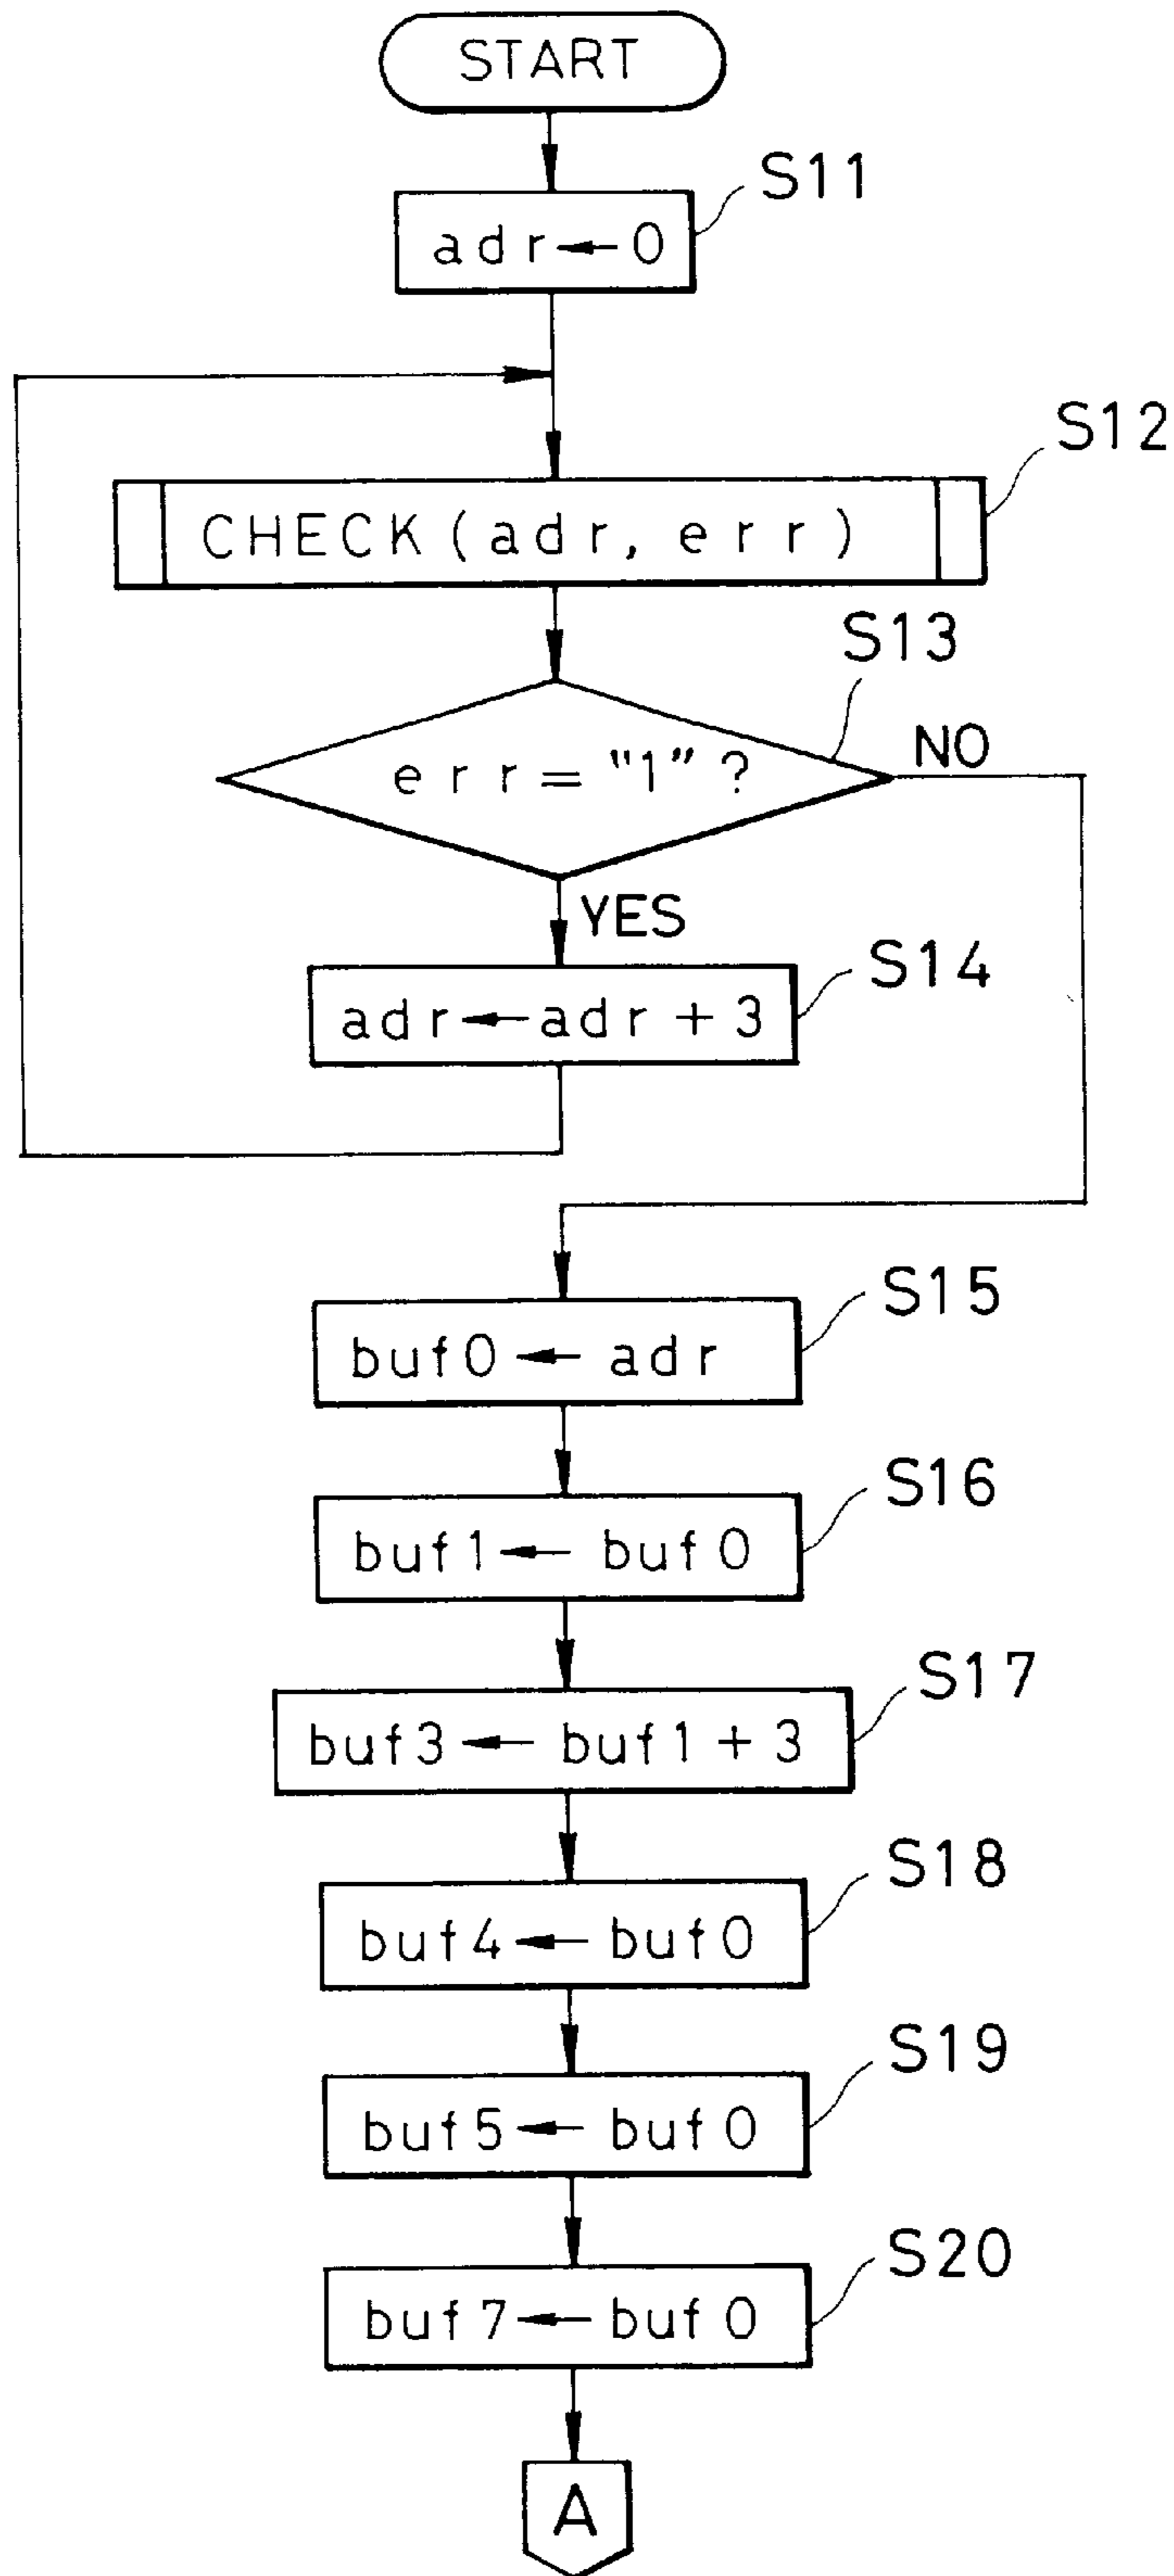 START
S11
adr←0
S12
CHECK(adr, err)
S13
err="1"?
NO
YES
S14
adr←adr+3
S15
buf0←adr
S16
buf1←buf0
S17
buf3←buf1+3
S18
buf4←buf0
S19
buf5←buf0
S20
buf7←buf0
A